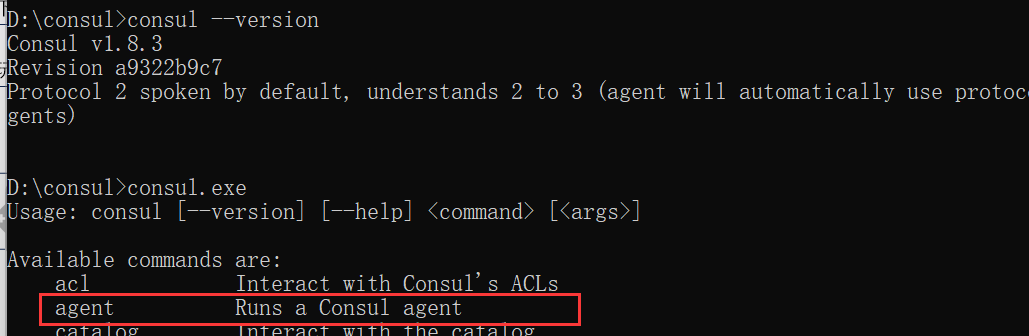 D:\consul>consul --version
Consul v1.8.3
Revision a9322b9c7
Protocol 2 spoken by default, understands 2 to 3 (agent will automatically use protoc
gents)
D:\consul>consul.exe
Usage: consul [--version] [--help] <command> [<args>]
Available commands are:
acl Interact with Consul's ACLs
agent Runs a Consul agent
catalog Interact with the catalog